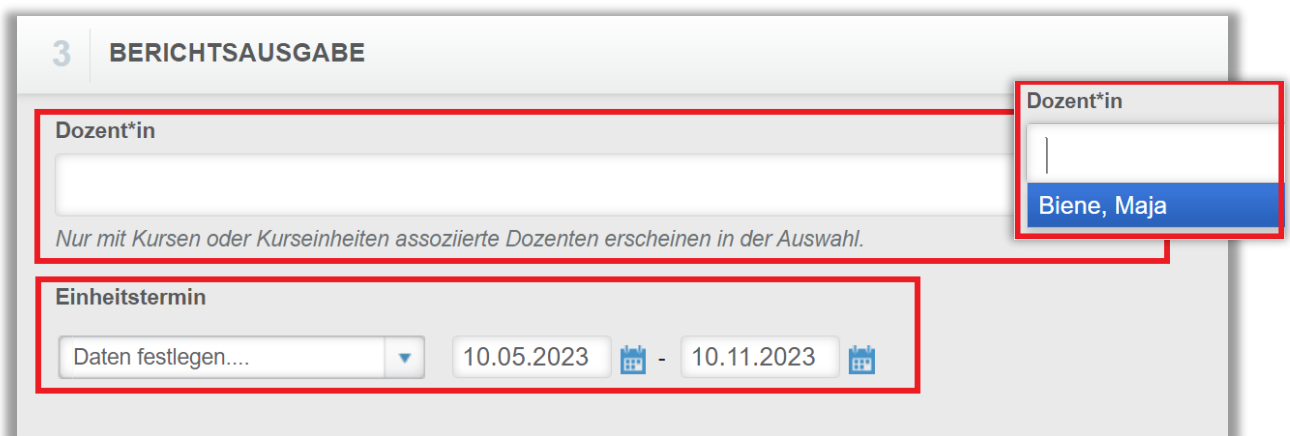 3 BERICHTSAUSGABE
Dozent*in
Nur mit Kursen oder Kurseinheiten assoziierte Dozenten erscheinen in der Auswahl.
Dozent*in
Biene, Maja
Einheitstermin
Daten festlegen.... 10.05.2023 - 10.11.2023